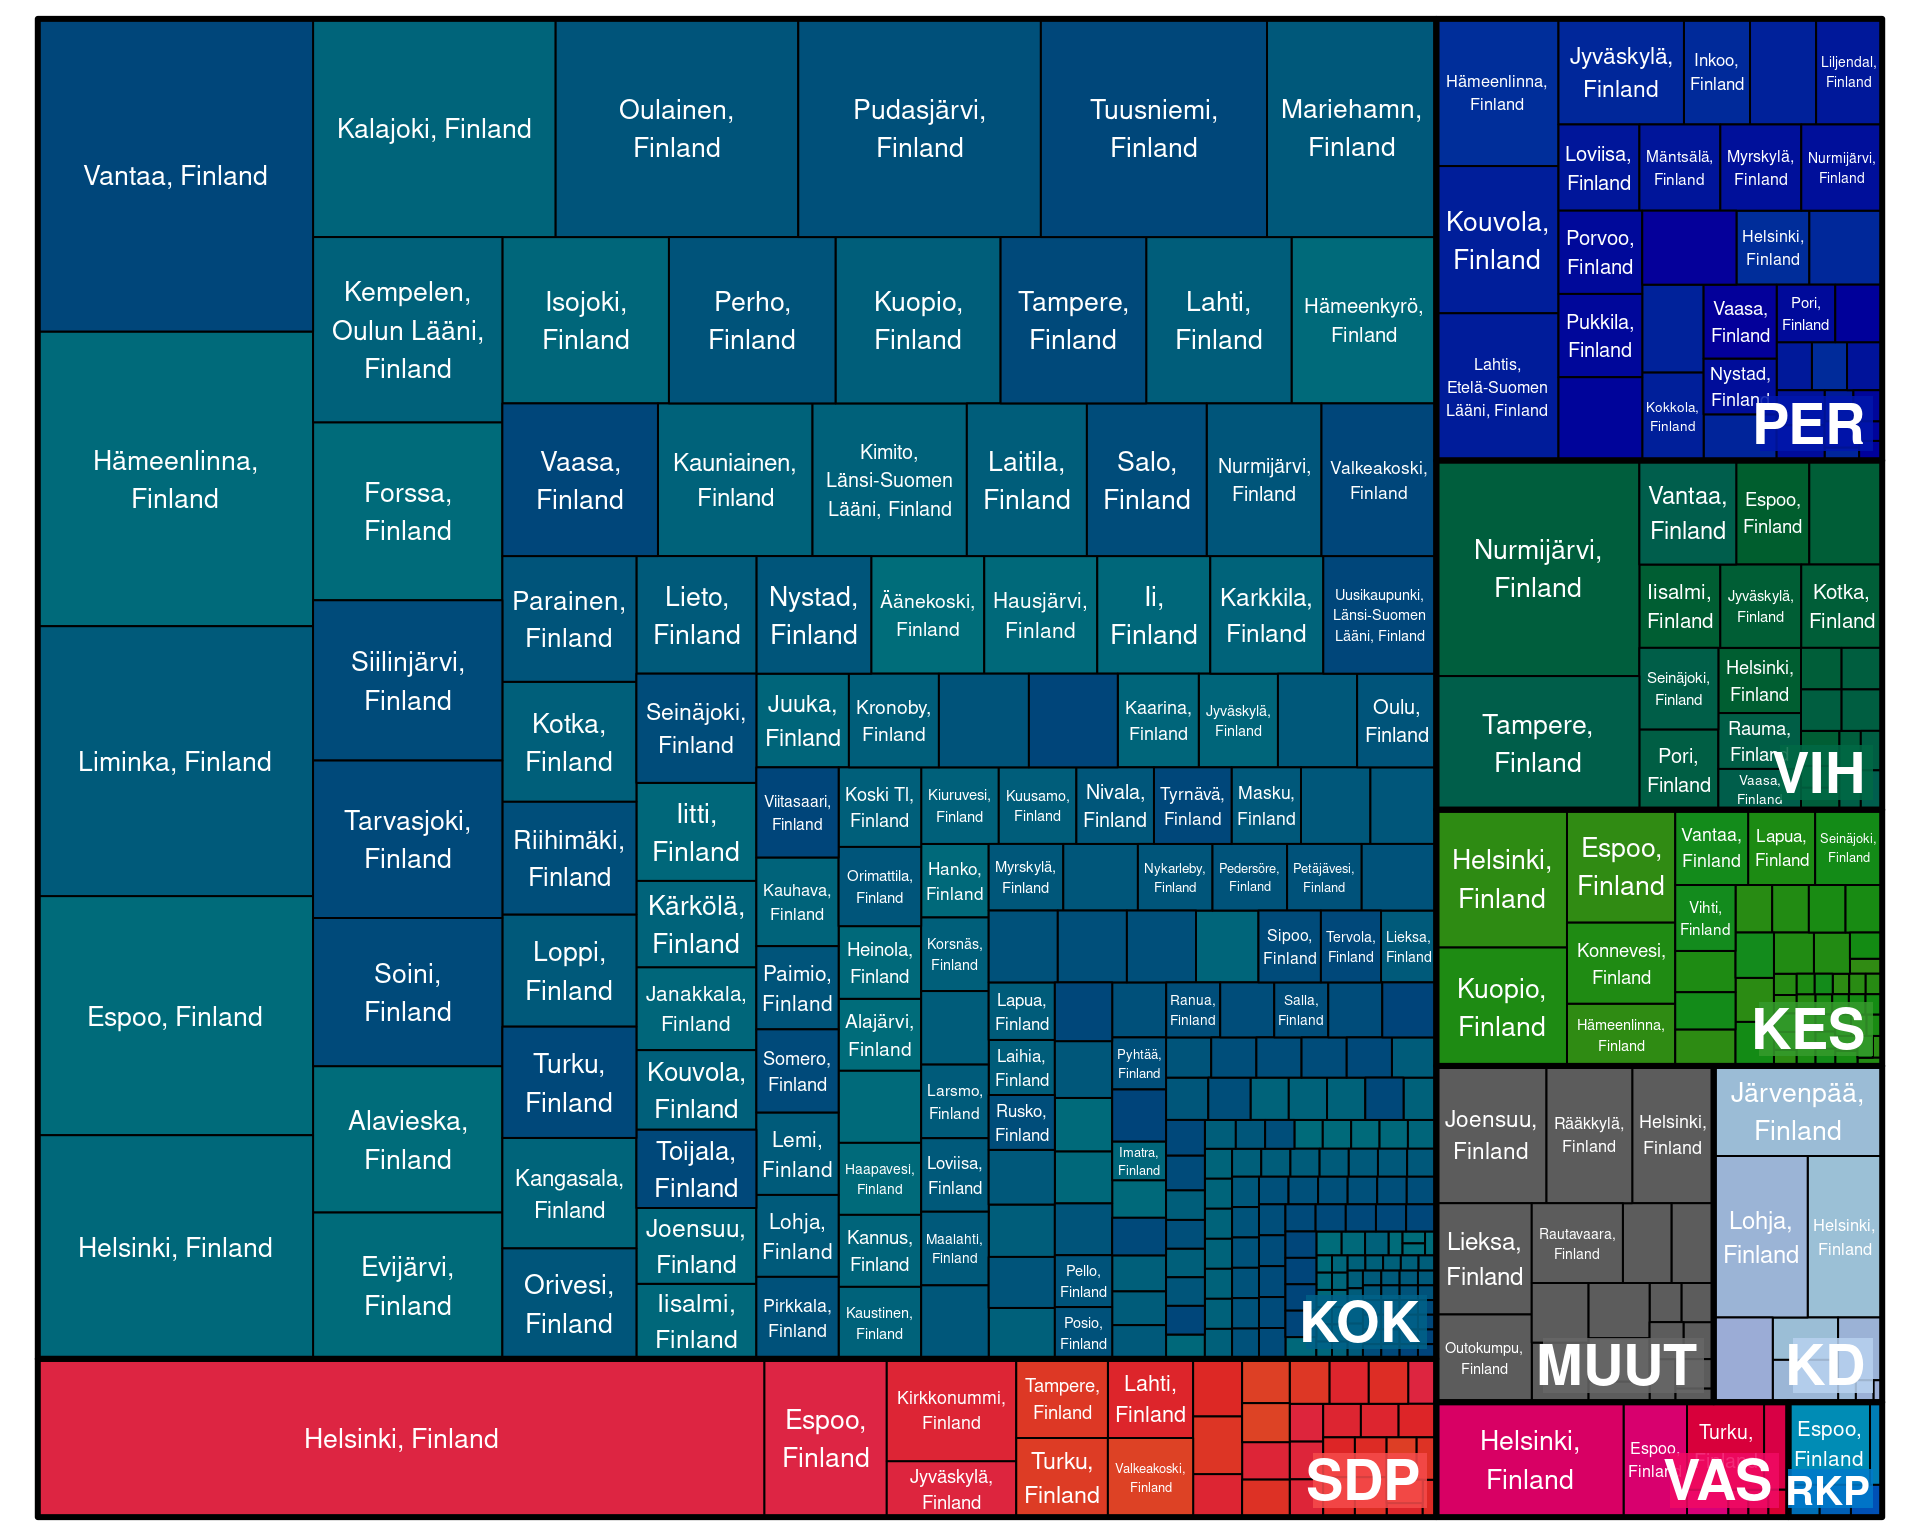 Vantaa, Finland
Hämeenlinna,
Finland
Liminka, Finland
Espoo, Finland
Helsinki, Finland
Kalajoki, Finland
Oulainen,
Finland
Pudasjärvi,
Finland
Tuusniemi,
Finland
Mariehamn,
Finland
Kempelen,
Oulun Lääni,
Finland
Forssa,
Finland
Siilinjärvi,
Finland
Tarvasjoki,
Finland
Soini,
Finland
Alavieska,
Finland
Evijärvi,
Finland
Isojoki,
Finland
Perho,
Finland
Kuopio,
Finland
Tampere,
Finland
Lahti,
Finland
Hämeenkyrö,
Finland
Vaasa,
Finland
Kauniainen,
Finland
Kimito,
Länsi-Suomen
Lääni, Finland
Laitila,
Finland
Salo,
Finland
Nurmijärvi,
Finland
Valkeakoski,
Finland
Parainen,
Finland
Kotka,
Finland
Riihimäki,
Finland
Loppi,
Finland
Turku,
Finland
Kangasala,
Finland
Orivesi,
Finland
Lieto,
Finland
Nystad,
Finland
Äänekoski,
Finland
Hausjärvi,
Finland
Ii,
Finland
Karkkila,
Finland
Uusikaupunki,
Länsi-Suomen
Lääni, Finland
Seinäjoki,
Finland
Iitti,
Finland
Kärkölä,
Finland
Janakkala,
Finland
Kouvola,
Finland
Toijala,
Finland
Joensuu,
Finland
Iisalmi,
Finland
Juuka,
Finland
Kronoby,
Finland
Kaarina,
Finland
Jyväskylä,
Finland
Oulu,
Finland
Viitasaari,
Finland
Kauhava,
Finland
Paimio,
Finland
Somero,
Finland
Lemi,
Finland
Lohja,
Finland
Pirkkala,
Finland
Koski Tl,
Finland
Orimattila,
Finland
Heinola,
Finland
Alajärvi,
Finland
Haapavesi,
Finland
Kannus,
Finland
Kaustinen,
Finland
Kiuruvesi,
Finland
Kuusamo,
Finland
Nivala,
Finland
Tyrnävä,
Finland
Masku,
Finland
Hanko,
Finland
Korsnäs,
Finland
Larsmo,
Finland
Loviisa,
Finland
Maalahti,
Finland
Myrskylä,
Finland
Nykarleby,
Finland
Pedersöre,
Finland
Petäjävesi,
Finland
Sipoo,
Finland
Tervola,
Finland
Lieksa,
Finland
Lapua,
Finland
Laihia,
Finland
Rusko,
Finland
Ranua,
Finland
Salla,
Finland
Pyhtää,
Finland
Imatra,
Finland
Pello,
Finland
Posio,
Finland
KOK
Helsinki, Finland
Espoo,
Finland
Kirkkonummi,
Finland
Jyväskylä,
Finland
Tampere,
Finland
Turku,
Finland
Lahti,
Finland
Valkeakoski,
Finland
SDP
Hämeenlinna,
Finland
Kouvola,
Finland
Lahtis,
Etelä-Suomen
Lääni, Finland
Jyväskylä,
Finland
Inkoo,
Finland
Liljendal,
Finland
Loviisa,
Finland
Mäntsälä,
Finland
Myrskylä,
Finland
Nurmijärvi,
Finland
Porvoo,
Finland
Helsinki,
Finland
Pukkila,
Finland
Vaasa,
Finland
Pori,
Finland
Nystad,
Finland
Kokkola,
Finland
PER
Nurmijärvi,
Finland
Tampere,
Finland
Vantaa,
Finland
Espoo,
Finland
Iisalmi,
Finland
Jyväskylä,
Finland
Kotka,
Finland
Seinäjoki,
Finland
Helsinki,
Finland
Rauma,
Finland
Pori,
Finland
Vaasa,
Finland
VIH
Helsinki,
Finland
Kuopio,
Finland
Espoo,
Finland
Konnevesi,
Finland
Hämeenlinna,
Finland
Vantaa,
Finland
Lapua,
Finland
Seinäjoki,
Finland
Vihti,
Finland
KES
Joensuu,
Finland
Rääkkylä,
Finland
Helsinki,
Finland
Lieksa,
Finland
Rautavaara,
Finland
Outokumpu,
Finland
MUUT
Järvenpää,
Finland
Lohja,
Finland
Helsinki,
Finland
KD
Helsinki,
Finland
Espoo,
Finland
Turku,
Finland
VAS
Espoo,
Finland
RKP